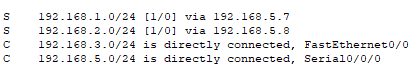 S 192.168.1.0/24 [1/0] via 192.168.5.7
S 192.168.2.0/24 [1/0] via 192.168.5.8
C 192.168.3.0/24 is directly connected, FastEthernet0/0
C 192.168.5.0/24 is directly connected, Serial0/0/0